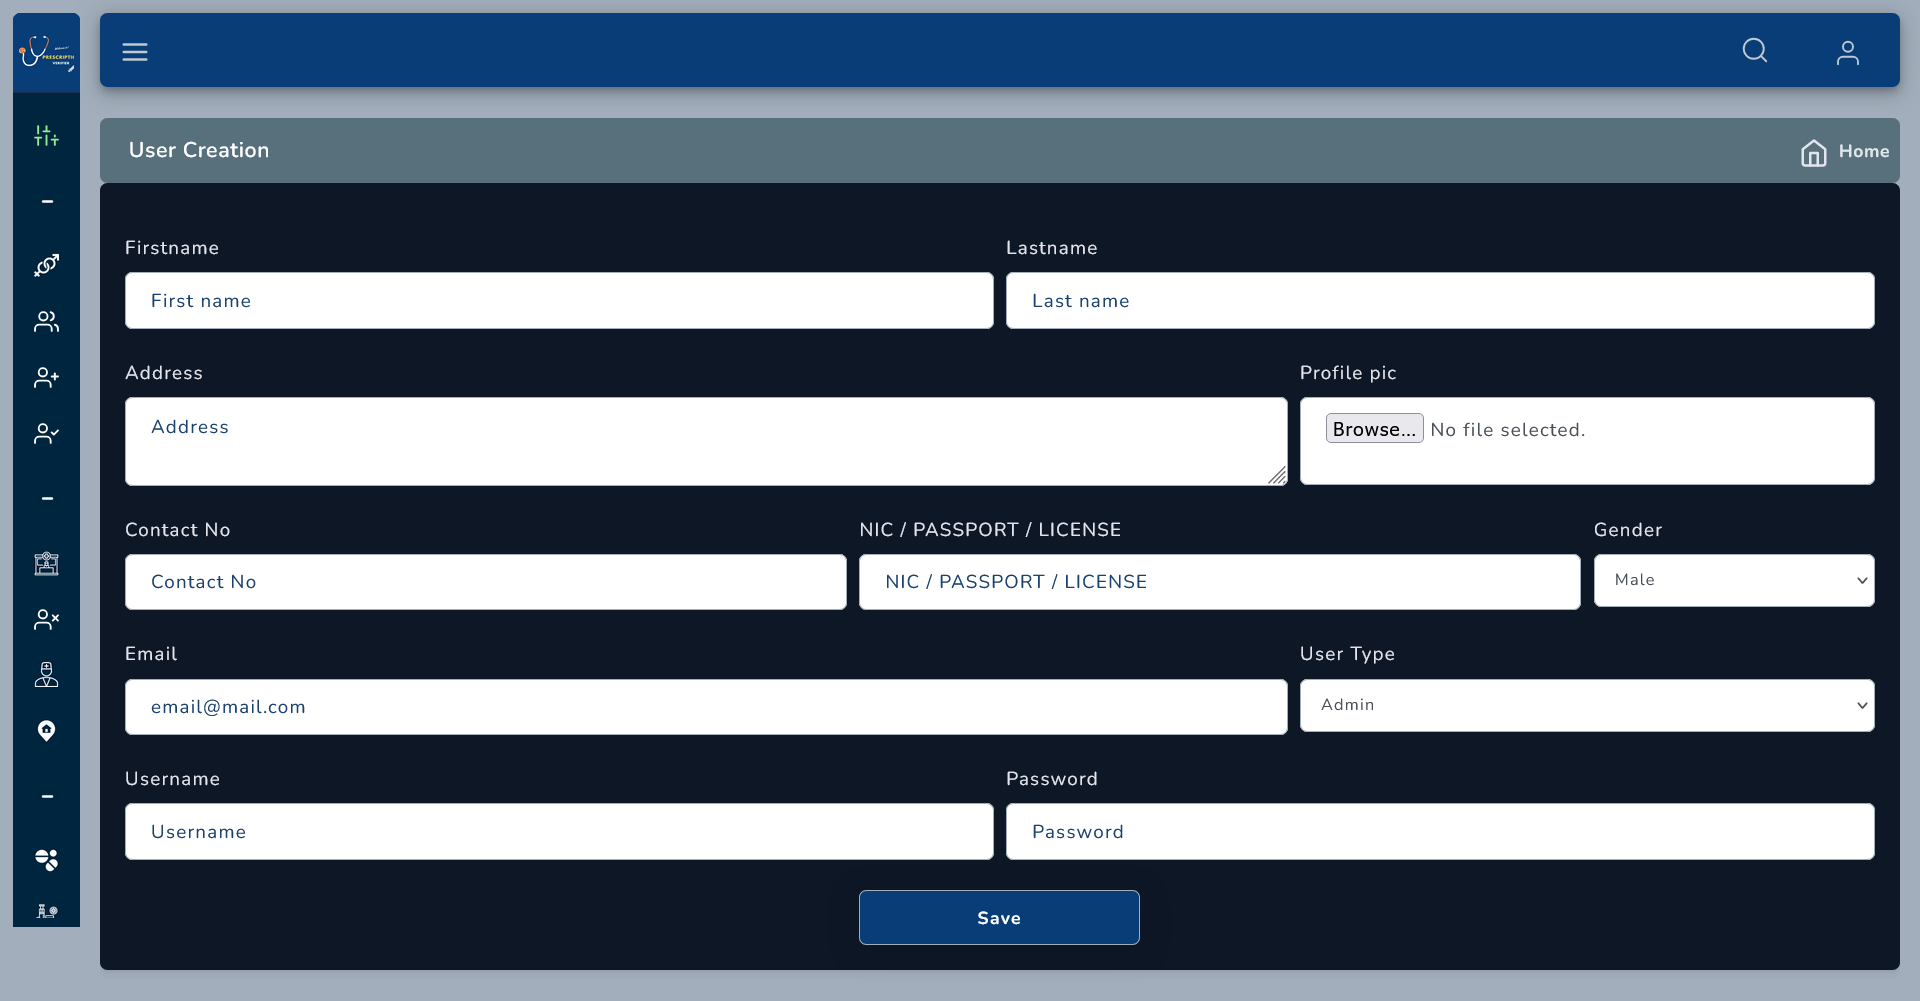 PRESCRIPTI
VERIFIER
User Creation
Home
Firstname
Lastname
First name
Last name
Address
Profile pic
Address
Browse... No file selected.
Contact No
NIC / PASSPORT / LICENSE
Gender
Contact No
NIC / PASSPORT / LICENSE
Male
Email
User Type
email@mail.com
Admin
Username
Password
Username
Password
Save